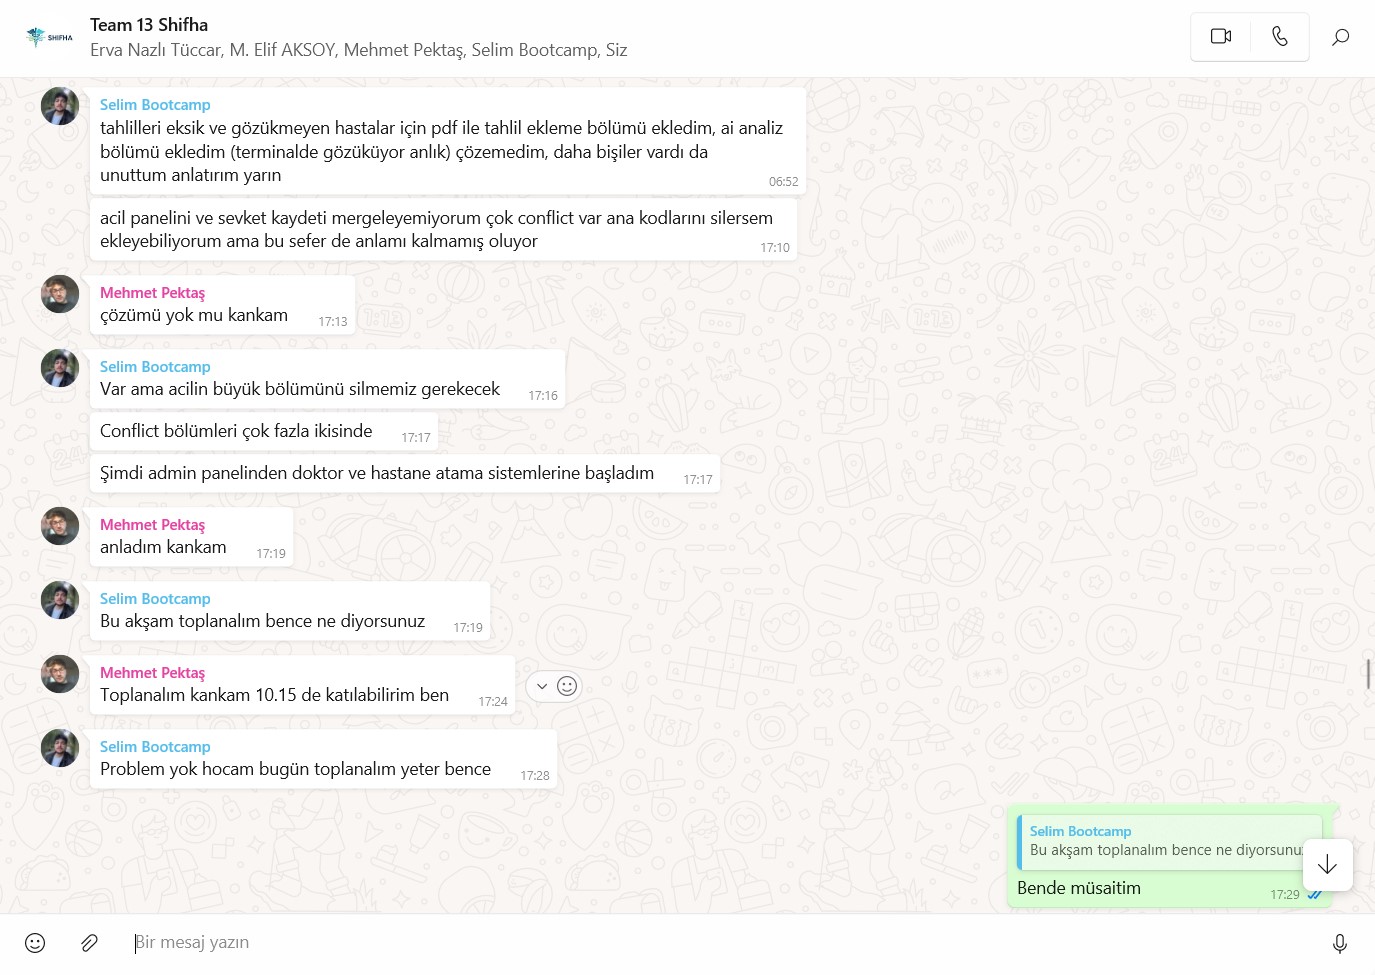 SHIFHA
Team 13 Shifha
Erva Nazlı Tüccar, M. Elif AKSOY, Mehmet Pektaş, Selim Bootcamp, Siz
Selim Bootcamp
tahlilleri eksik ve gözükmeyen hastalar için pdf ile tahlil ekleme bölümü ekledim, ai analiz
bölümü ekledim (terminalde gözüküyor anlık) çözemedim, daha bişiler vardı da
unuttum anlatırım yarın
06:52
acil panelini ve sevket kaydeti mergeleyemiyorum çok conflict var ana kodlarını silersem
ekleyebiliyorum ama bu sefer de anlamı kalmamış oluyor
17:10
Mehmet Pektaş
çözümü yok mu kankam 17:13
Selim Bootcamp
Var ama acilin büyük bölümünü silmemiz gerekecek 17:16
Conflict bölümleri çok fazla ikisinde 17:17
Şimdi admin panelinden doktor ve hastane atama sistemlerine başladım 17:17
Mehmet Pektaş
anladım kankam 17:19
Selim Bootcamp
Bu akşam toplanalım bence ne diyorsunuz 17:19
Mehmet Pektaş
Toplanalım kankam 10.15 de katılabilirim ben 17:24
Selim Bootcamp
Problem yok hocam bugün toplanalım yeter bence 17:28
Selim Bootcamp
Bu akşam toplanalım bence ne diyorsunu
Bende müsaitim 17:29
Bir mesaj yazın